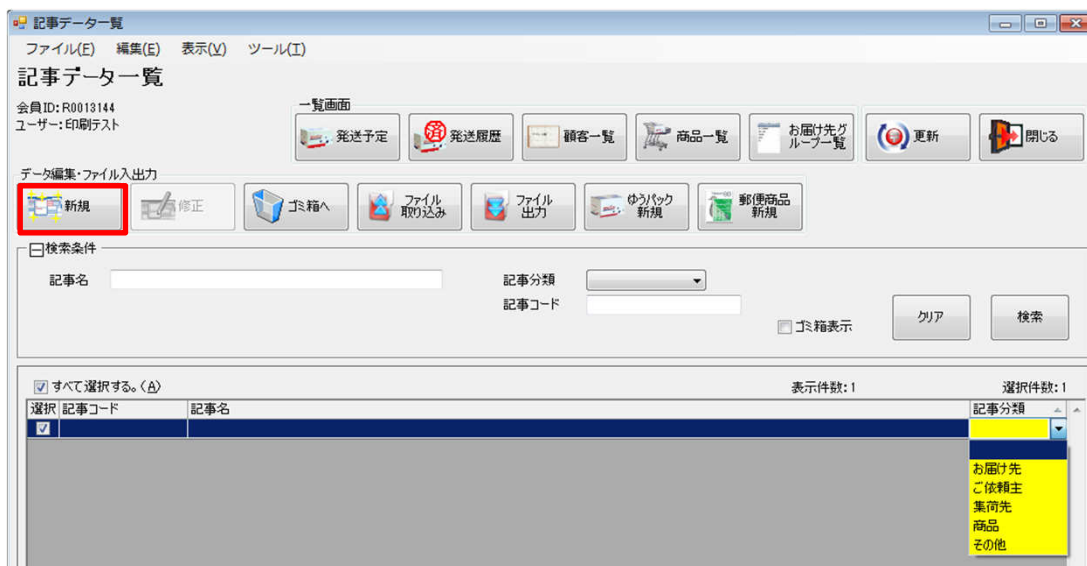 記事データ一覧
ファイル(F) 編集(E) 表示(V) ツール(T)
記事データ一覧
会員ID:R0013144
ユーザー:印刷テスト
一覧画面
発送予定 済 発送履歴 顧客一覧 商品一覧 お届け先グループ一覧 更新 閉じる
データ編集・ファイル入出力
新規 修正 ゴミ箱へ ファイル取り込み ファイル出力 ゆうパック新規 郵便商品新規
検索条件
記事名 記事分類
記事コード
ゴミ箱表示 クリア 検索
すべて選択する。(A) 表示件数:1 選択件数:1
選択 記事コード 記事名 記事分類
お届け先
ご依頼主
集荷先
商品
その他